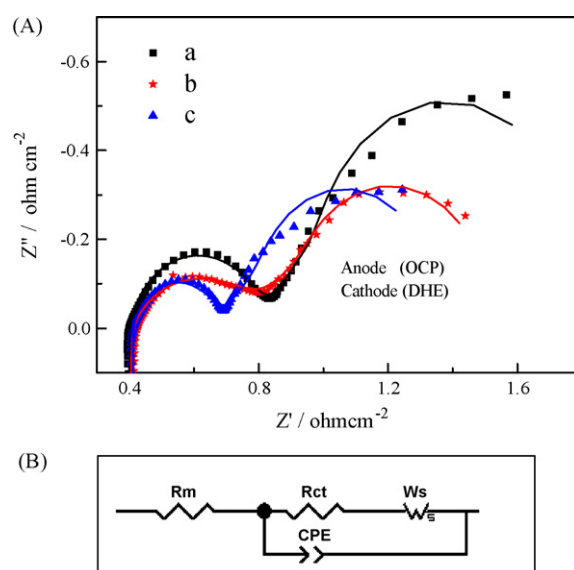 (A)
-0.6
-0.4
-0.2
0.0
Z" / ohm cm⁻²
a
b
c
Anode (OCP)
Cathode (DHE)
0.4 0.8 1.2 1.6
Z' / ohmcm⁻²
(B)
Rm Rct Ws
CPE
s